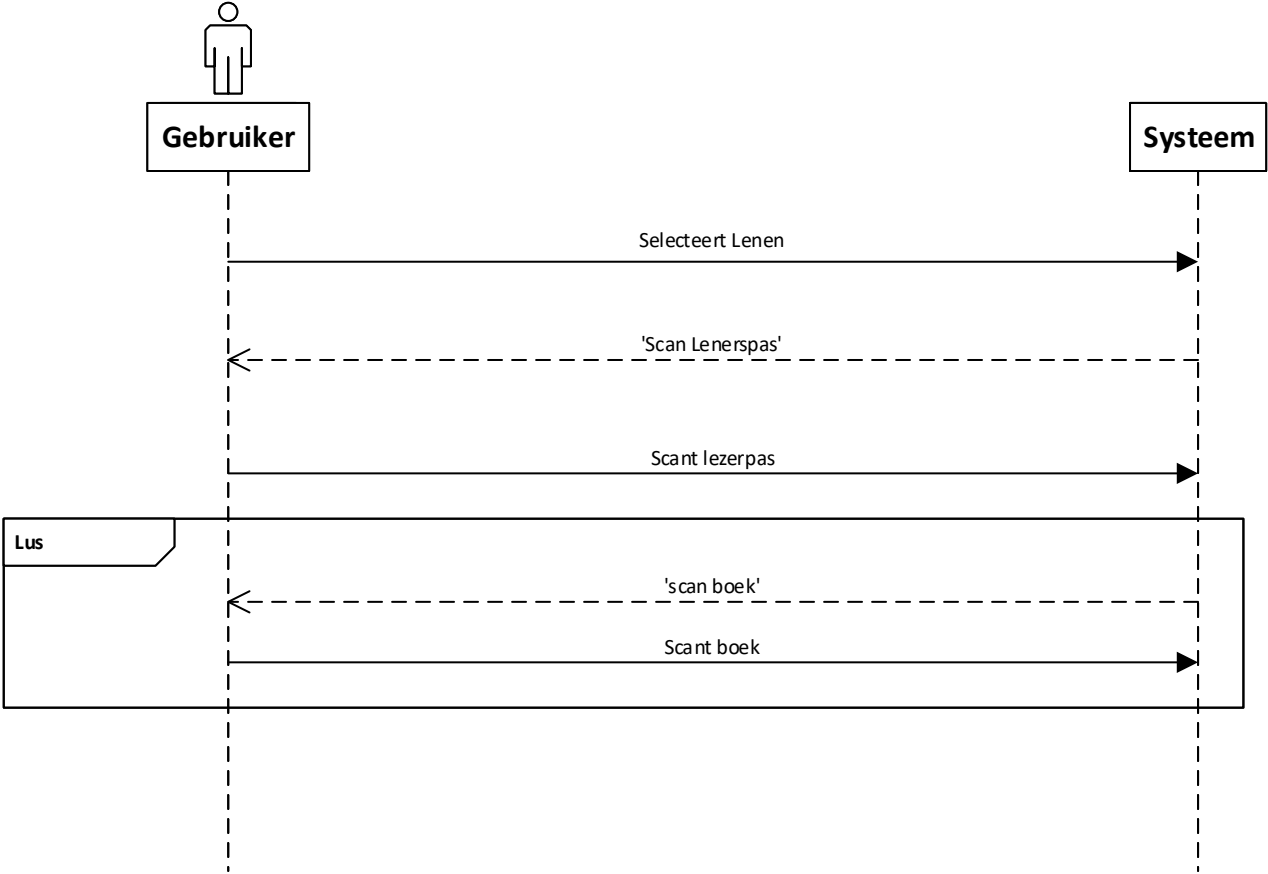 Gebruiker
Systeem
Selecteert Lenen
'Scan Lenerspas'
Scant lezerpas
Lus
'scan boek'
Scant boek